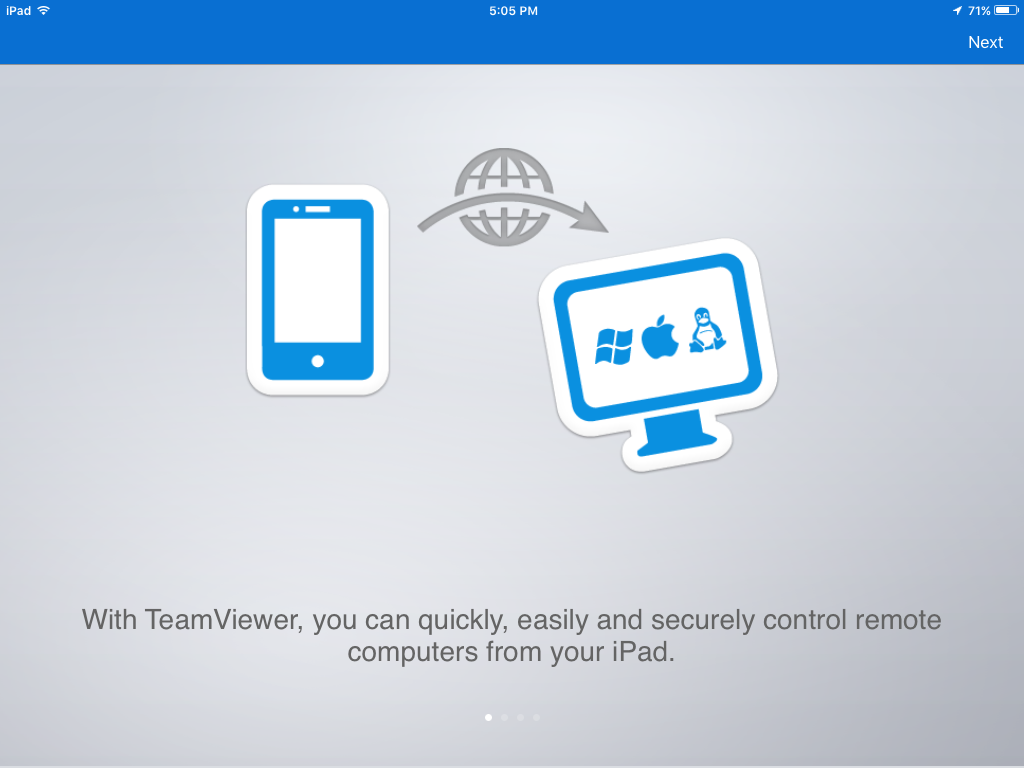 iPad 5:05 PM 71%
Next
With TeamViewer, you can quickly, easily and securely control remote
computers from your iPad.